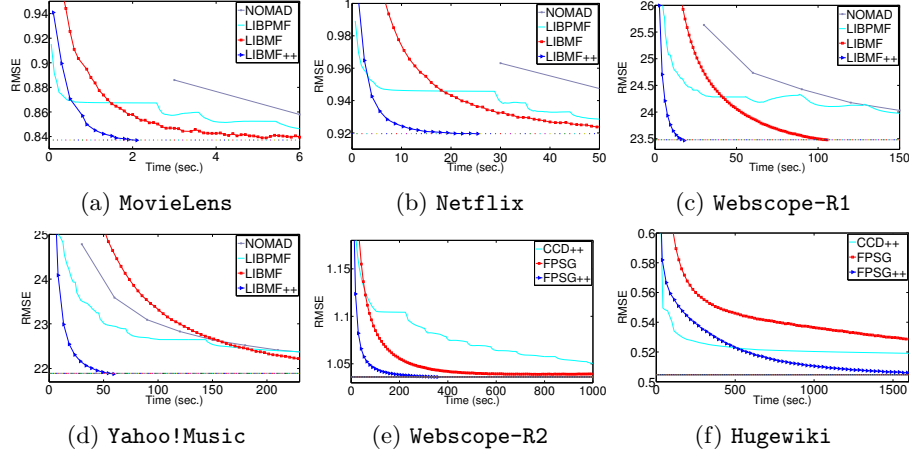 0.94
0.92
0.9
0.88
0.86
0.84
RMSE
0 2 4 6
Time (sec.)
NOMAD
LIBPMF
LIBMF
LIBMF++
(a) MovieLens
1
0.98
0.96
0.94
0.92
RMSE
0 10 20 30 40 50
Time (sec.)
NOMAD
LIBPMF
LIBMF
LIBMF++
(b) Netflix
26
25.5
25
24.5
24
23.5
RMSE
0 50 100 150
Time (sec.)
NOMAD
LIBPMF
LIBMF
LIBMF++
(c) Webscope-R1
25
24
23
22
RMSE
0 50 100 150 200
Time (sec.)
NOMAD
LIBPMF
LIBMF
LIBMF++
(d) Yahoo!Music
1.15
1.1
1.05
RMSE
0 200 400 600 800 1000
Time (sec.)
CCD++
FPSG
FPSG++
(e) Webscope-R2
0.6
0.58
0.56
0.54
0.52
0.5
RMSE
0 500 1000 1500
Time (sec.)
CCD++
FPSG
FPSG++
(f) Hugewiki